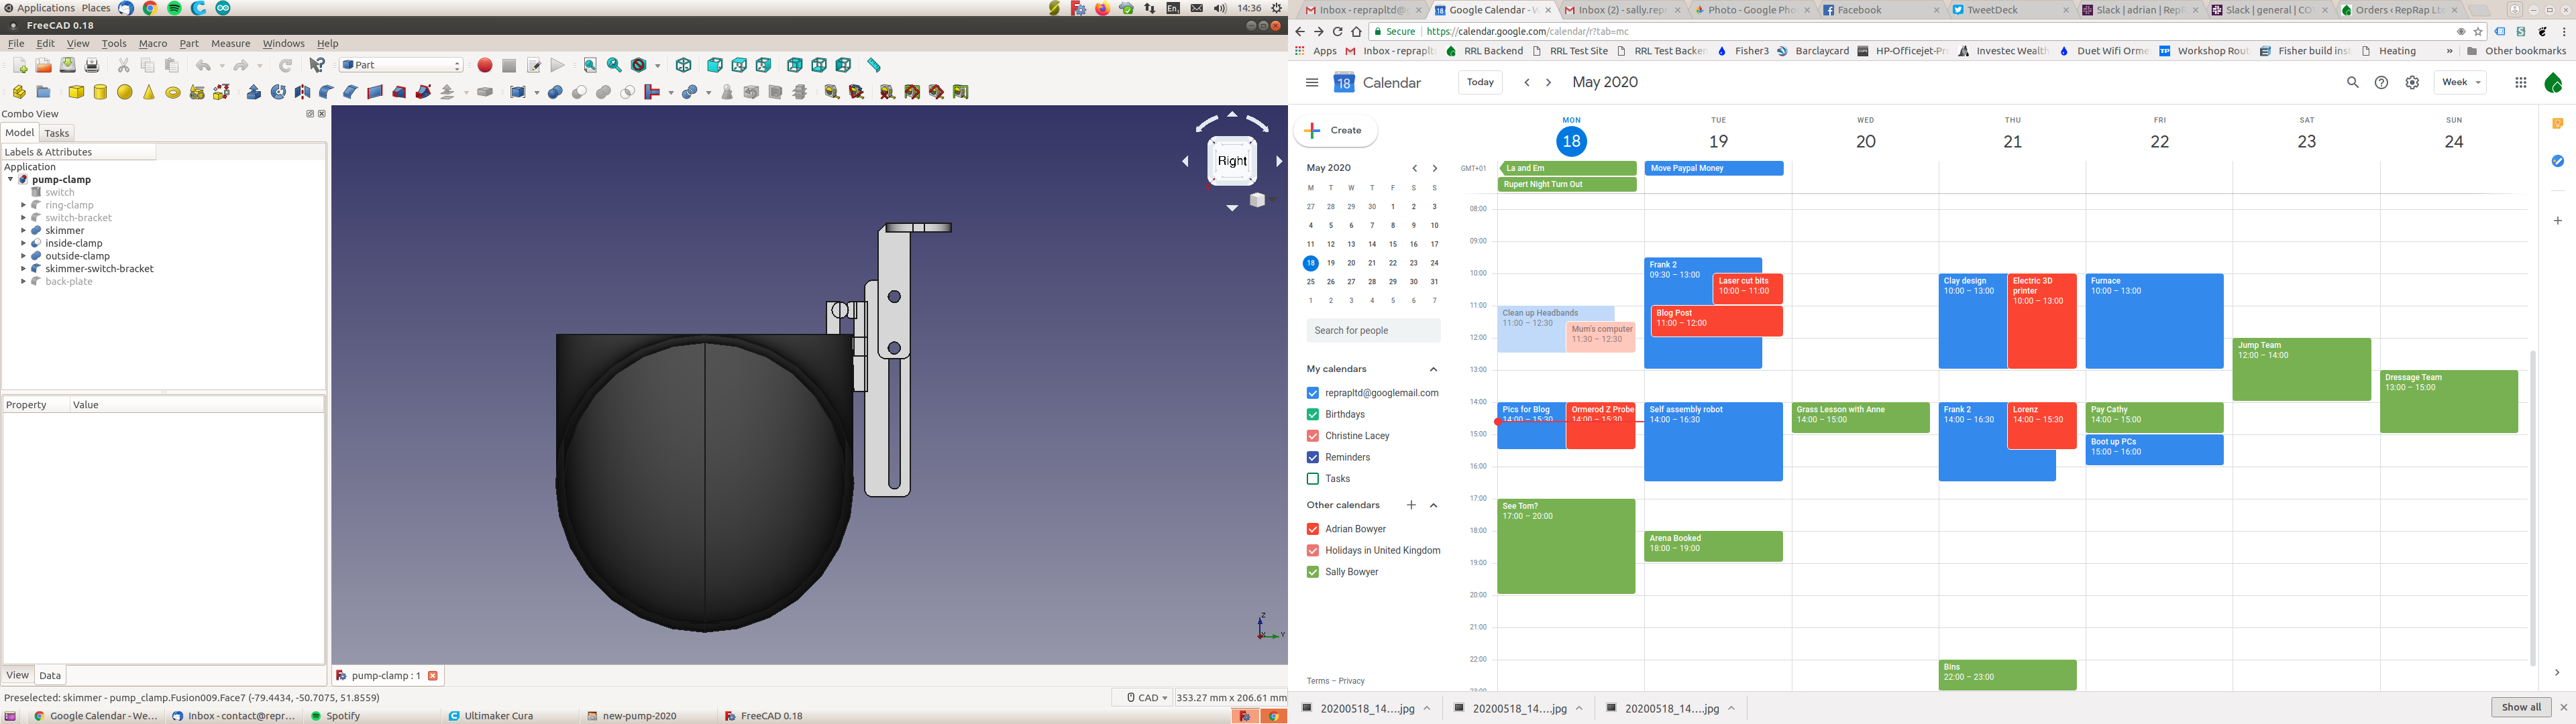 Applications Places
En₁
14:36
FreeCAD 0.18
File Edit View Tools Macro Part Measure Windows Help
Part
Combo View
Model Tasks
Labels & Attributes
Application
pump-clamp
switch
ring-clamp
switch-bracket
skimmer
inside-clamp
outside-clamp
skimmer-switch-bracket
back-plate
Property Value
View Data
Right
Z
Y
pump-clamp : 1
Preselected: skimmer - pump_clamp.Fusion009.Face7 (-79.4434, -50.7075, 51.8559)
CAD
353.27 mm x 206.61 mm
Google Calendar - We...
Inbox - contact@repr...
Spotify
Ultimaker Cura
new-pump-2020
FreeCAD 0.18
Inbox - reprapltd@g
Google Calendar - W
Inbox (2) - sally.rep
Photo - Google Pho
Facebook
TweetDeck
Slack | adrian | RepR
Slack | general | CO
Orders ‹ RepRap Lt
Secure https://calendar.google.com/calendar/r?tab=mc
Apps
Inbox - reprapltd
RRL Backend
RRL Test Site
RRL Test Backen
Fisher3
Barclaycard
HP-Officejet-Pro
Investec Wealth
Duet Wifi Orme
Workshop Rout
Fisher build inst
Heating
»
Other bookmarks
18 Calendar
Today
May 2020
Week
Create
May 2020
M T W T F S S
27 28 29 30 1 2 3
4 5 6 7 8 9 10
11 12 13 14 15 16 17
18 19 20 21 22 23 24
25 26 27 28 29 30 31
1 2 3 4 5 6 7
Search for people
My calendars
reprapltd@googlemail.com
Birthdays
Christine Lacey
Reminders
Tasks
Other calendars
Adrian Bowyer
Holidays in United Kingdom
Sally Bowyer
Terms – Privacy
MON TUE WED THU FRI SAT SUN
18 19 20 21 22 23 24
GMT+01
La and Em
Rupert Night Turn Out
Move Paypal Money
08:00
09:00
10:00
11:00
12:00
13:00
14:00
15:00
16:00
17:00
18:00
19:00
20:00
21:00
22:00
23:00
Clean up Headbands
11:00 – 12:30
Mum's computer
11:30 – 12:30
Pics for Blog
14:00 – 15:30
Ormerod Z Probe
14:00 – 15:30
See Tom?
17:00 – 20:00
Frank 2
09:30 – 13:00
Laser cut bits
10:00 – 11:00
Blog Post
11:00 – 12:00
Self assembly robot
14:00 – 16:30
Arena Booked
18:00 – 19:00
Grass Lesson with Anne
14:00 – 15:00
Clay design
10:00 – 13:00
Electric 3D
printer
10:00 – 13:00
Frank 2
14:00 – 16:30
Lorenz
14:00 – 15:30
Bins
22:00 – 23:00
Furnace
10:00 – 13:00
Pay Cathy
14:00 – 15:00
Boot up PCs
15:00 – 16:00
Jump Team
12:00 – 14:00
Dressage Team
13:00 – 15:00
20200518_14....jpg
20200518_14....jpg
20200518_14....jpg
Show all